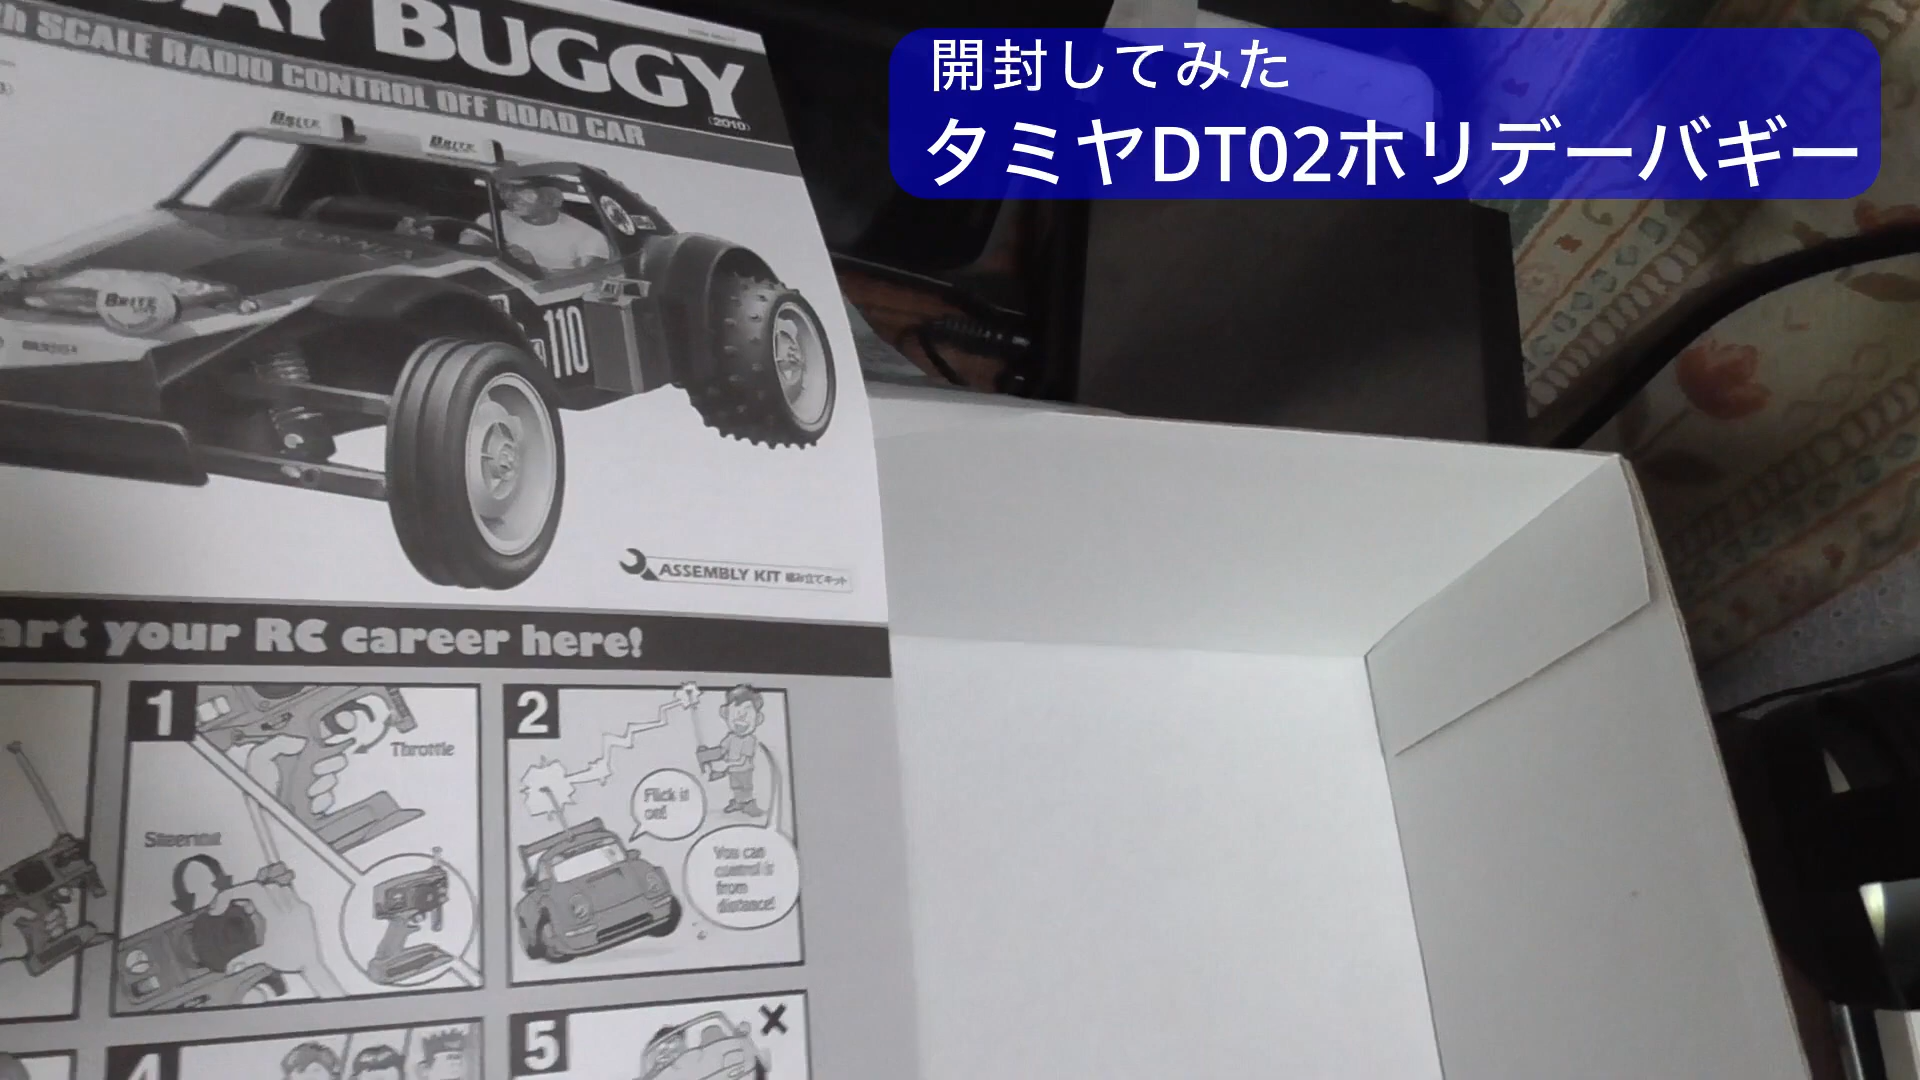 開封してみた
タミヤDT02ホリデーバギー
AY BUGGY
(2010)
th SCALE RADIO CONTROL OFF ROAD CAR
BRITE
110
ASSEMBLY KIT 組み立てキット
art your RC career here!
1
Throttle
Steering
2
Flick it
on!
You can
control it
from
distance!
4
5